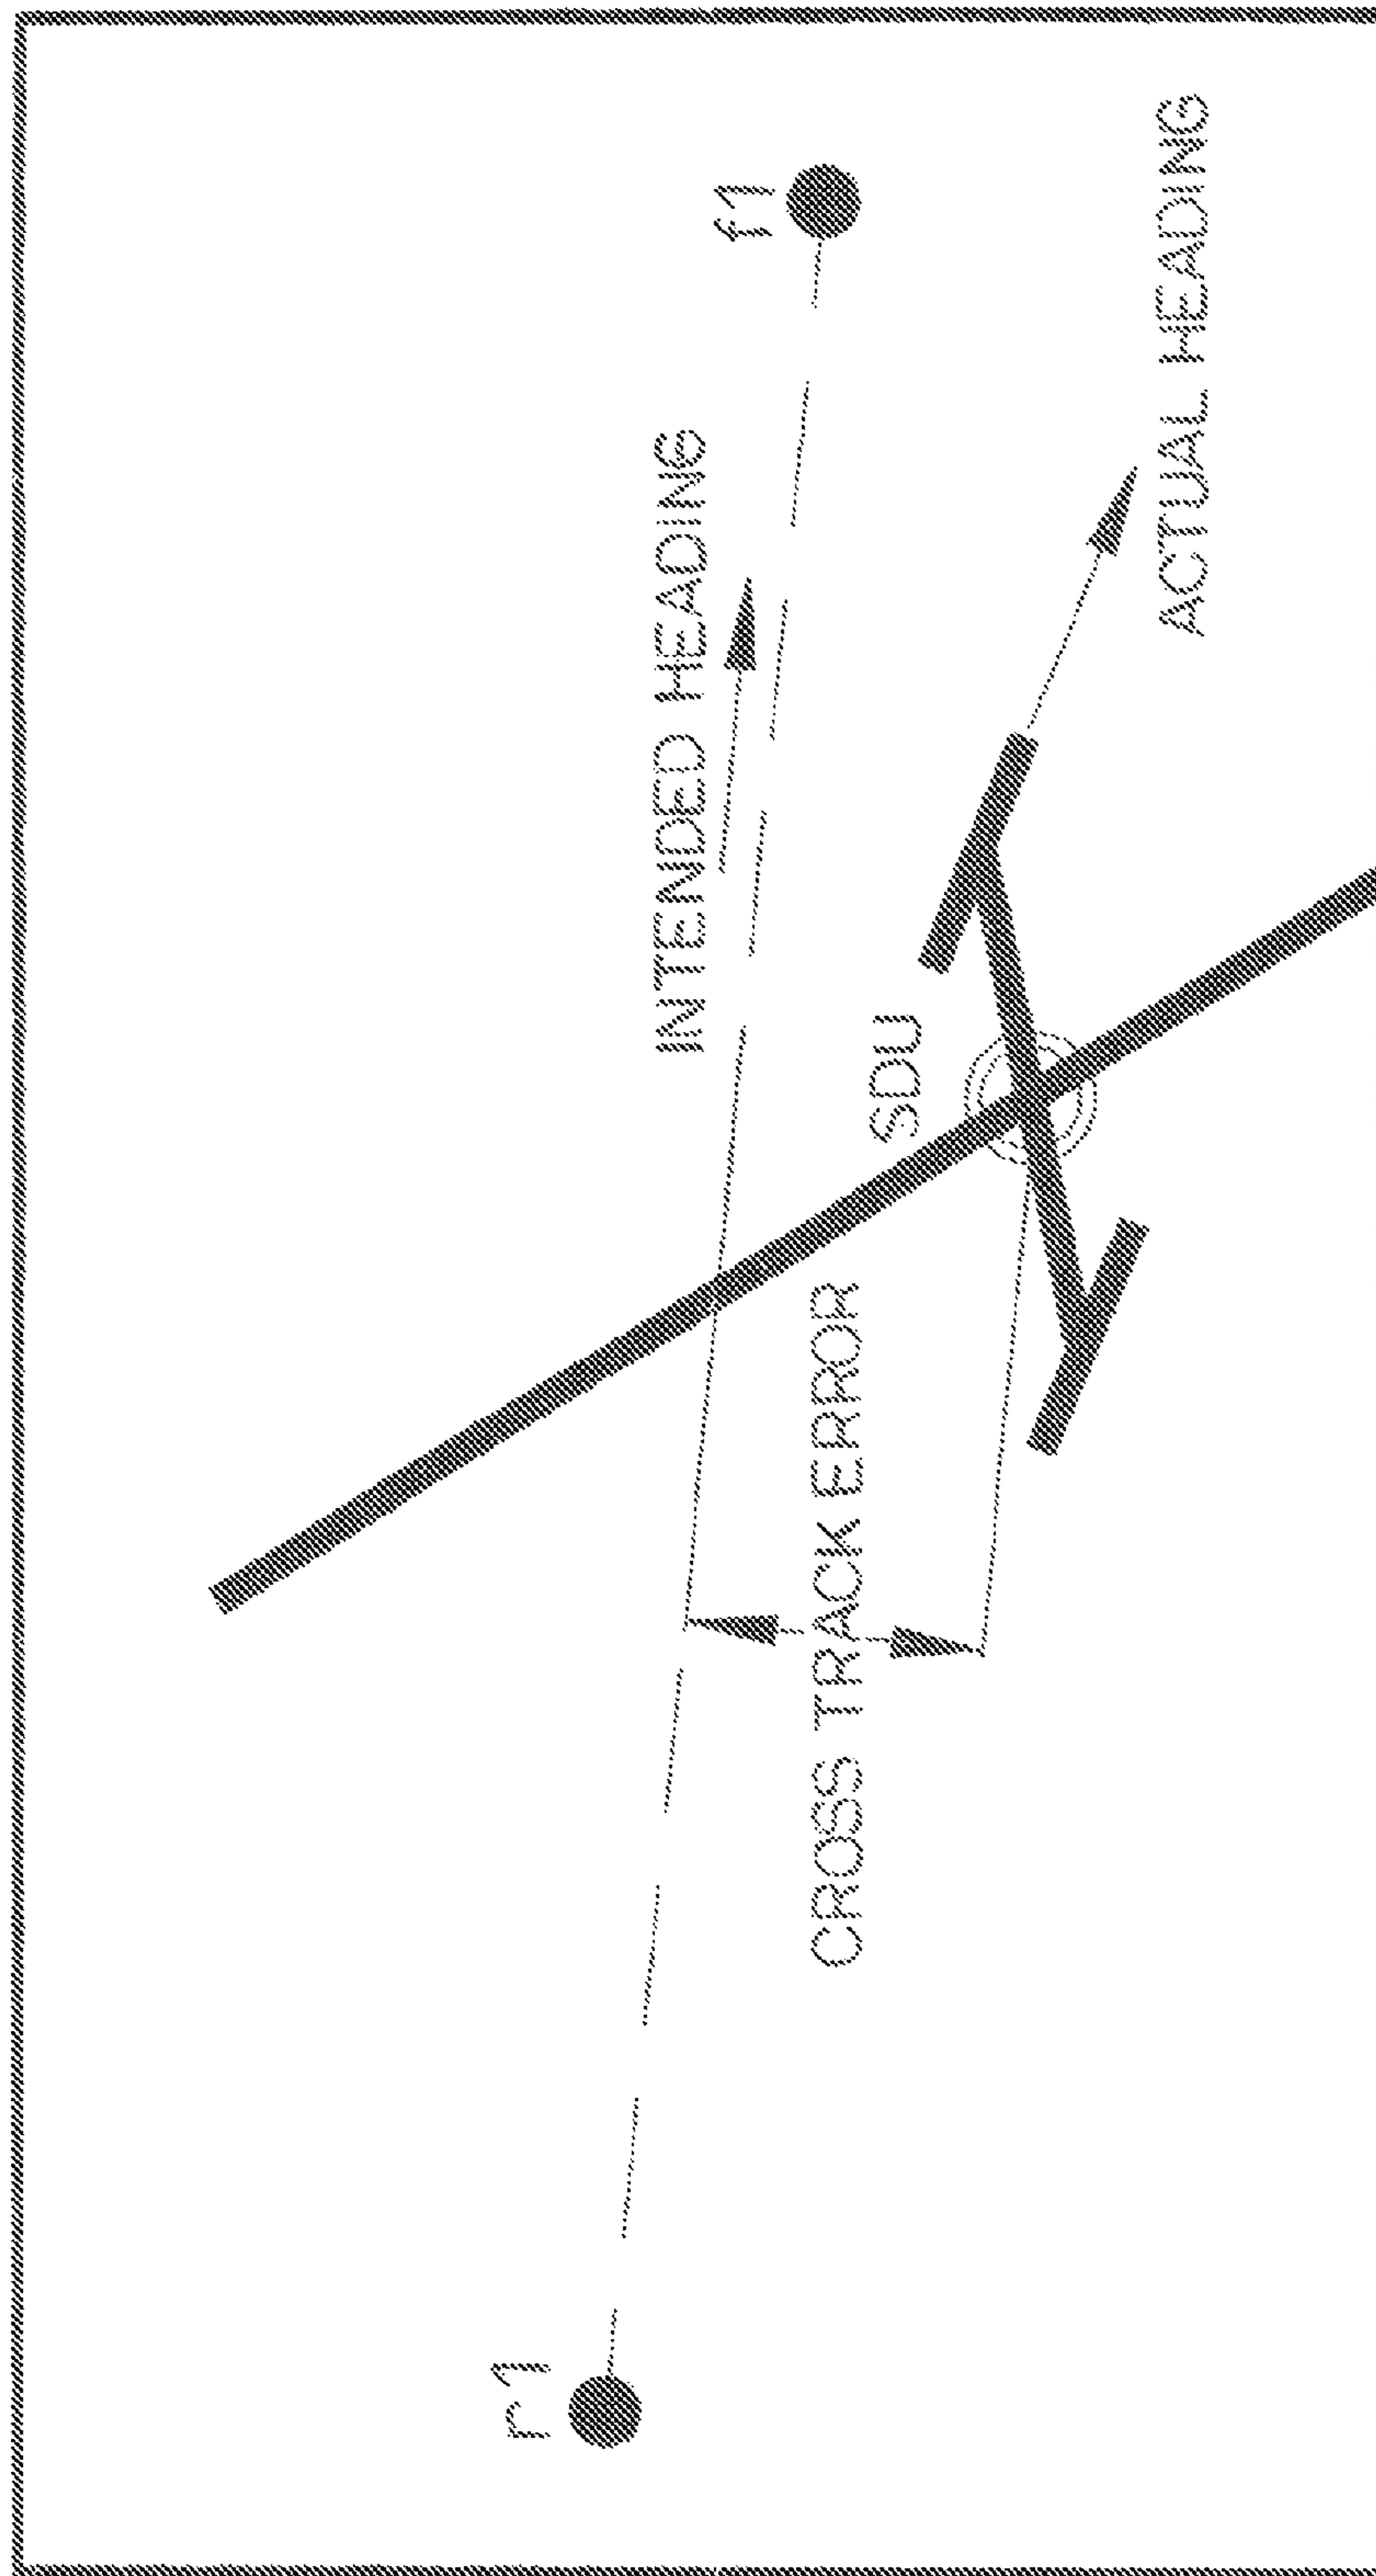 r1
f1
INTENDED HEADING
CROSS TRACK ERROR
SDU
ACTUAL HEADING